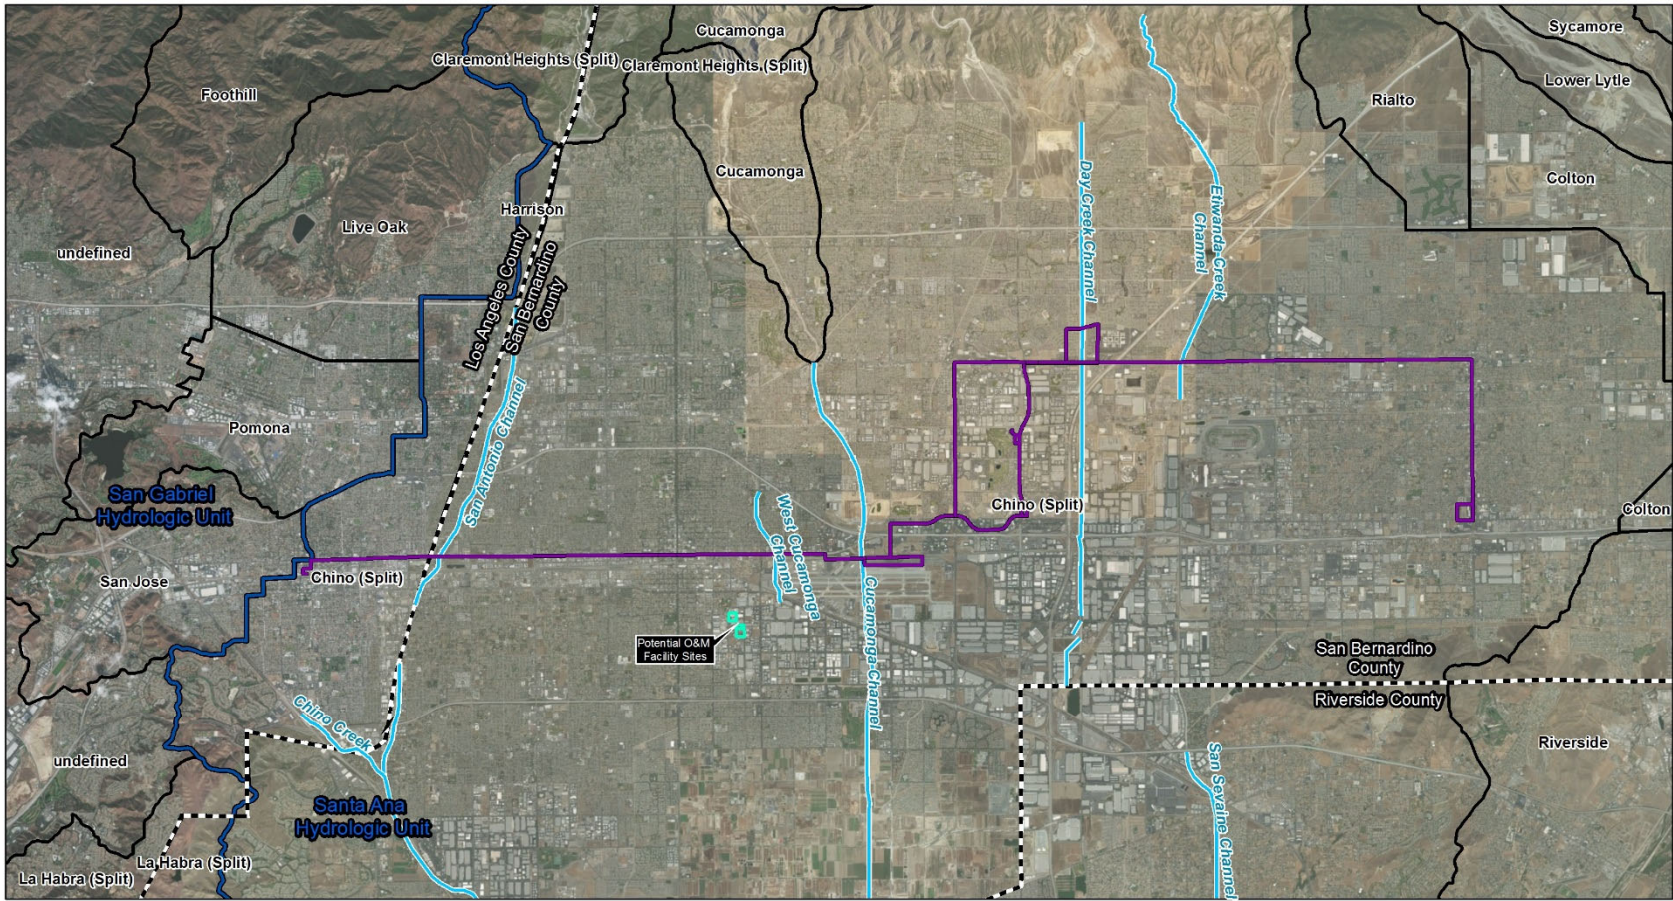 Cucamonga
Sycamore
Claremont Heights (Split)
Claremont Heights (Split)
Foothill
Lower Lytle
Rialto
Cucamonga
Colton
Harrison
Live Oak
undefined
Los Angeles County
San Bernardino
County
Day Creek Channel
Etiwanda Creek
Channel
San Antonio Channel
Pomona
San Gabriel
Hydrologic Unit
West Cucamonga
Channel
Chino (Split)
Colton
San Jose
Chino (Split)
Cucamonga Channel
Potential O&M
Facility Sites
San Bernardino
County
Riverside County
Chino Creek
undefined
Riverside
San Sevaine Channel
Santa Ana
Hydrologic Unit
La Habra (Split)
La Habra (Split)